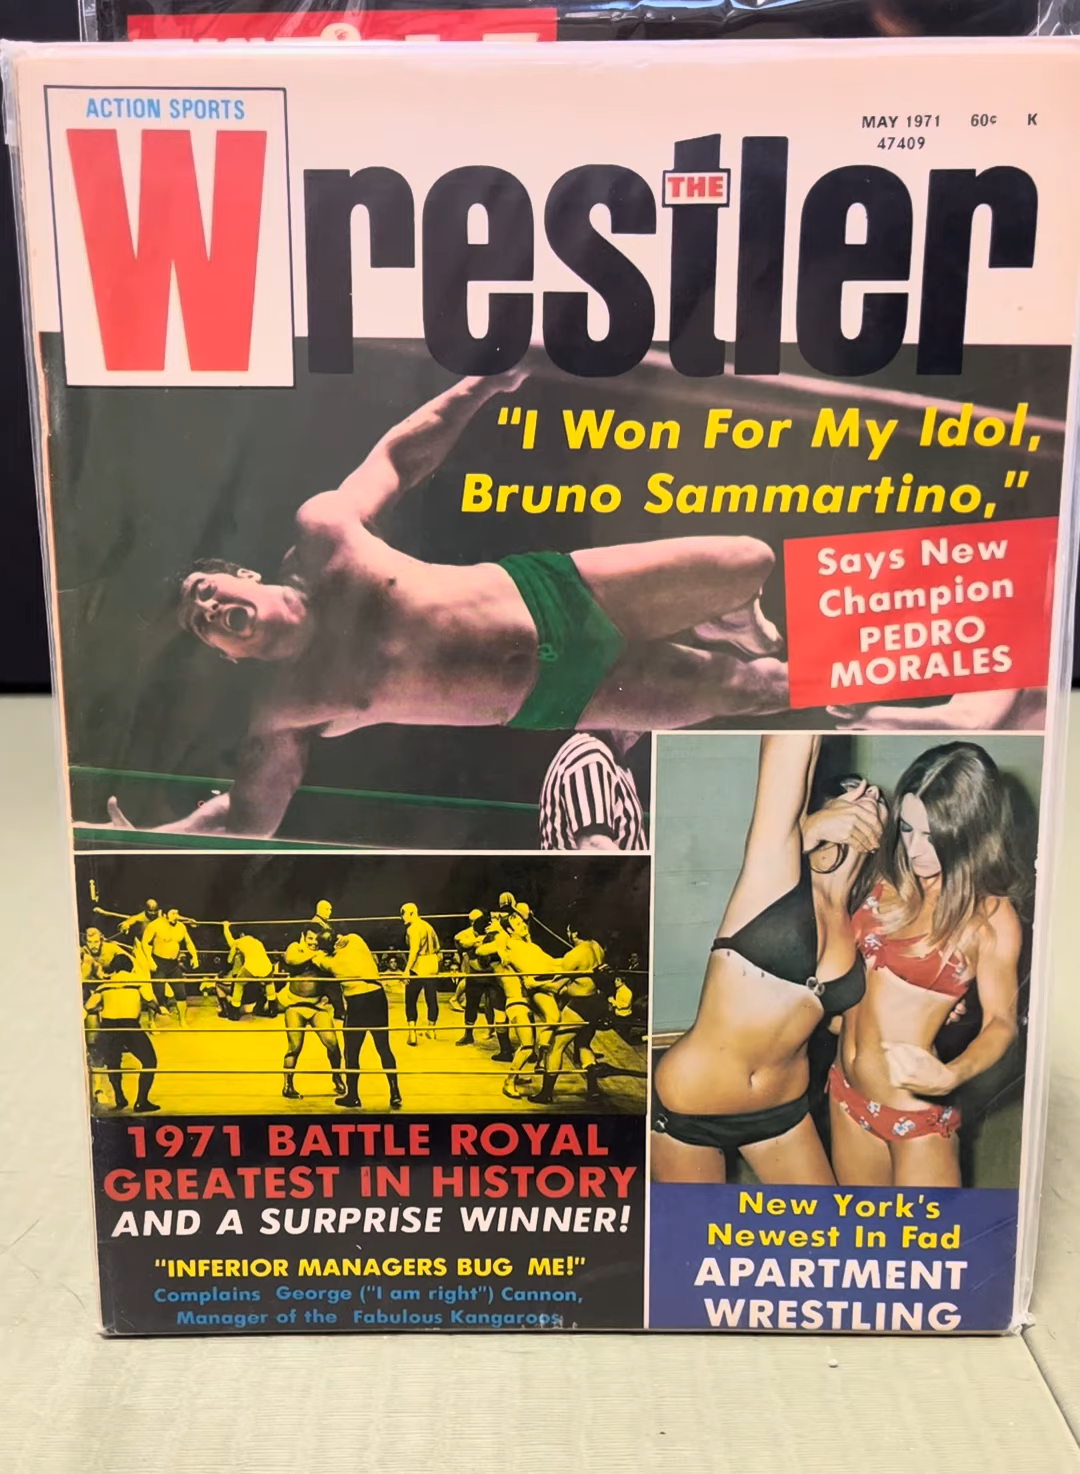 ACTION SPORTS
MAY 1971 60¢ K
47409
THE
Wrestler
"I Won For My Idol,
Bruno Sammartino,"
Says New
Champion
PEDRO
MORALES
1971 BATTLE ROYAL
GREATEST IN HISTORY
AND A SURPRISE WINNER!
"INFERIOR MANAGERS BUG ME!"
Complains George ("I am right") Cannon,
Manager of the Fabulous Kangaroos
New York's
Newest In Fad
APARTMENT
WRESTLING